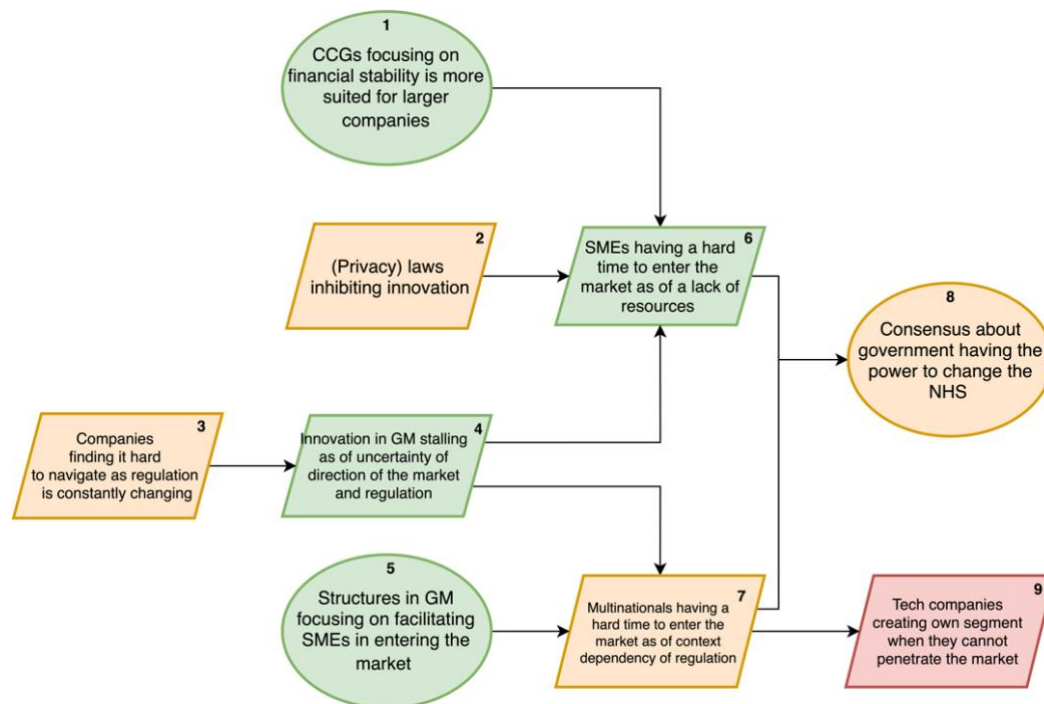 1
CCGs focusing on
financial stability is more
suited for larger
companies
2
(Privacy) laws
inhibiting innovation
3
Companies
finding it hard
to navigate as regulation
is constantly changing
4
Innovation in GM stalling
as of uncertainty of
direction of the market
and regulation
5
Structures in GM
focusing on facilitating
SMEs in entering the
market
6
SMEs having a hard
time to enter the
market as of a lack of
resources
7
Multinationals having a
hard time to enter the
market as of context
dependency of regulation
8
Consensus about
government having the
power to change the
NHS
9
Tech companies
creating own segment
when they cannot
penetrate the market